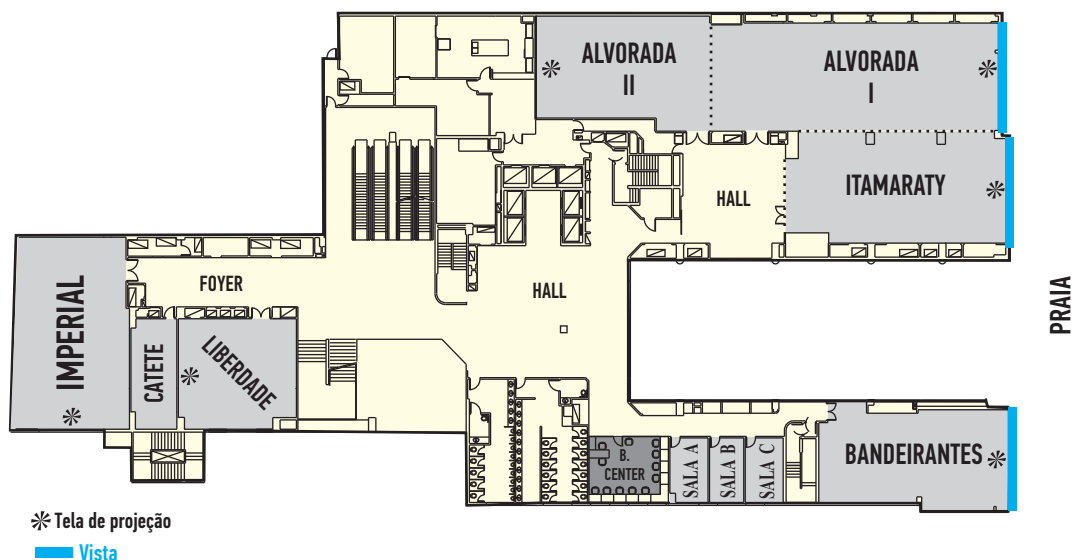 ALVORADA
II
ALVORADA
I
ITAMARATY
HALL
FOYER
HALL
IMPERIAL
CATETE
LIBERDADE
PRAIA
B.
CENTER
SALA A
SALA B
SALA C
BANDEIRANTES
Tela de projeção
Vista